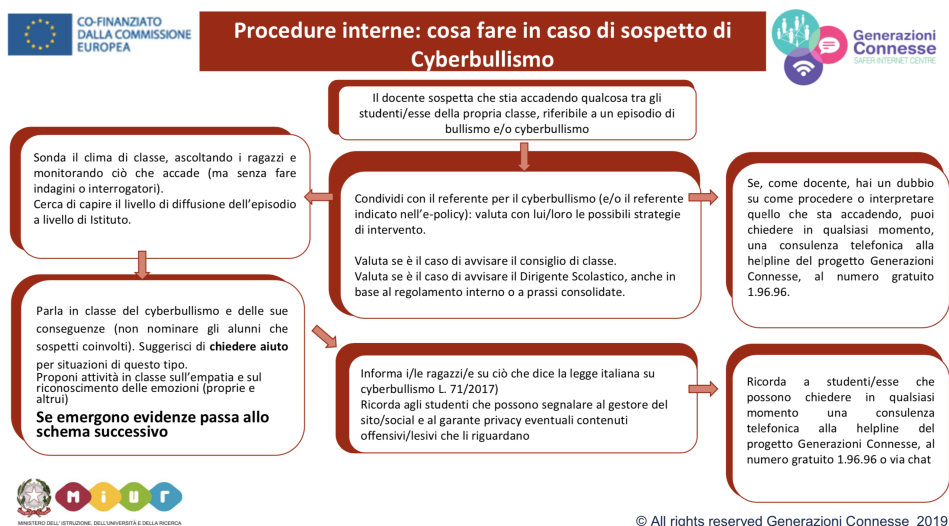 CO-FINANZIATO
DALLA COMMISSIONE
EUROPEA
Procedure interne: cosa fare in caso di sospetto di
Cyberbullismo
Generazioni
Connesse
SAFER INTERNET CENTRE
Il docente sospetta che stia accadendo qualcosa tra gli
studenti/esse della propria classe, riferibile a un episodio di
bullismo e/o cyberbullismo
Sonda il clima di classe, ascoltando i ragazzi e
monitorando ciò che accade (ma senza fare
indagini o interrogatori).
Cerca di capire il livello di diffusione dell'episodio
a livello di Istituto.
Condividi con il referente per il cyberbullismo (e/o il referente
indicato nell'e-policy): valuta con lui/loro le possibili strategie
di intervento.
Valuta se è il caso di avvisare il consiglio di classe.
Valuta se è il caso di avvisare il Dirigente Scolastico, anche in
base al regolamento interno o a prassi consolidate.
Se, come docente, hai un dubbio
su come procedere o interpretare
quello che sta accadendo, puoi
chiedere in qualsiasi momento,
una consulenza telefonica alla
helpline del progetto Generazioni
Connesse, al numero gratuito
1.96.96.
Parla in classe del cyberbullismo e delle sue
conseguenze (non nominare gli alunni che
sospetti coinvolti). Suggerisci di chiedere aiuto
per situazioni di questo tipo.
Proponi attività in classe sull'empatia e sul
riconoscimento delle emozioni (proprie e
altrui)
Se emergono evidenze passa allo
schema successivo
Informa i/le ragazzi/e su ciò che dice la legge italiana su
cyberbullismo L. 71/2017)
Ricorda agli studenti che possono segnalare al gestore del
sito/social e al garante privacy eventuali contenuti
offensivi/lesivi che li riguardano
Ricorda a studenti/esse che
possono chiedere in qualsiasi
momento una consulenza
telefonica alla helpline del
progetto Generazioni Connesse, al
numero gratuito 1.96.96 o via chat
miur
MINISTERO DELL' ISTRUZIONE, DELL'UNIVERSITÀ E DELLA RICERCA
© All rights reserved Generazioni Connesse 2019